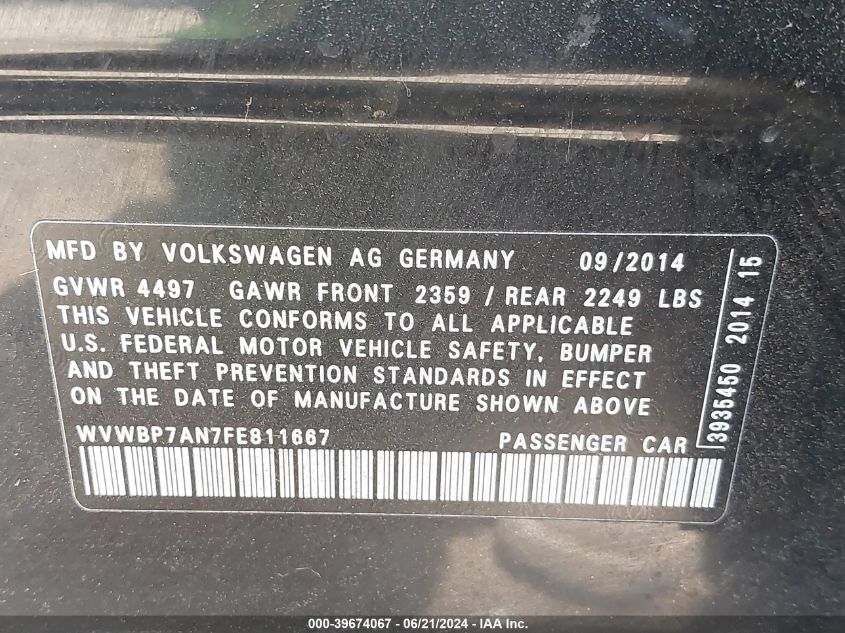 MFD BY VOLKSWAGEN AG GERMANY 09/2014
GVWR 4497 GAWR FRONT 2359 / REAR 2249 LBS
THIS VEHICLE CONFORMS TO ALL APPLICABLE
U.S. FEDERAL MOTOR VEHICLE SAFETY, BUMPER
AND THEFT PREVENTION STANDARDS IN EFFECT
ON THE DATE OF MANUFACTURE SHOWN ABOVE
WVWBP7AN7FE811667 PASSENGER CAR
3935450 2014 15
000-39674067 - 06/21/2024 - IAA, Inc.